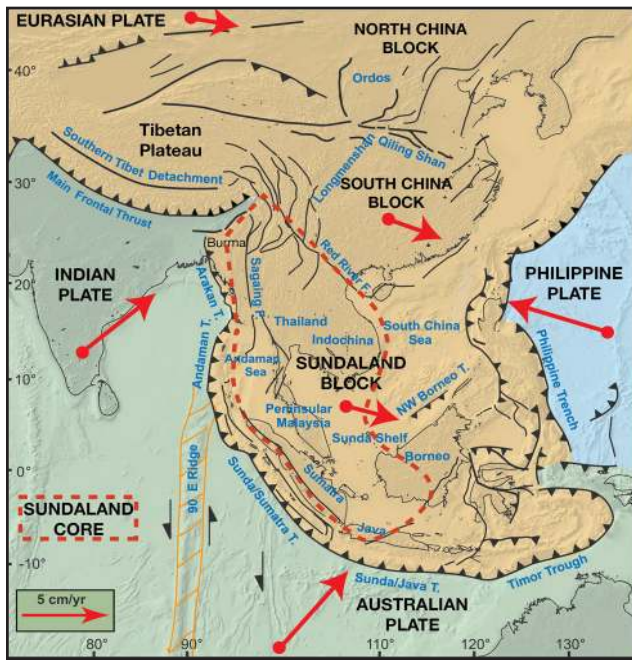 EURASIAN PLATE
NORTH CHINA
BLOCK
40°
Ordos
Tibetan
Plateau
Southern Tibet Detachment
Longmenshan
Qiling Shan
30°
Main Frontal Thrust
SOUTH CHINA
BLOCK
Burma
Red River F.
INDIAN
PLATE
Arakan T.
Sagaing F.
PHILIPPINE
PLATE
20°
Thailand
South China
Sea
Indochina
Andaman T.
Andaman
Sea
SUNDALAND
BLOCK
Philippine Trench
10°
NW Borneo T.
Peninsular
Malaysia
Sunda Shelf
Borneo
0°
90 E Ridge
Sunda/Sumatra T.
Sumatra
SUNDALAND
CORE
Java
-10°
Sunda/Java T.
Timor Trough
5 cm/yr
AUSTRALIAN
PLATE
80°
90°
110°
120°
130°